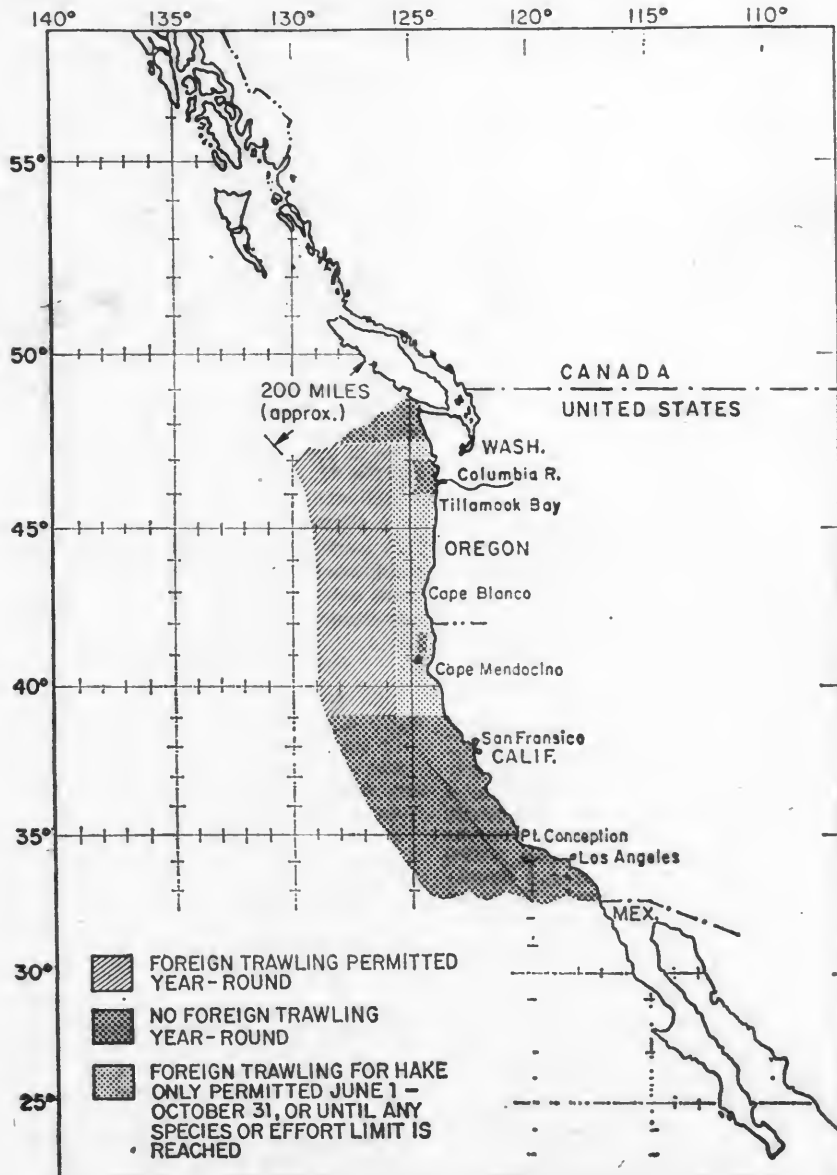 140° 135° 130° 125° 120° 115° 110°
55°
50°
CANADA
200 MILES
(approx.)
UNITED STATES
WASH.
Columbia R.
Tillamook Bay
45°
OREGON
Cape Blanco
Cape Mendocino
40°
San Fransico
CALIF.
35°
Pt. Conception
Los Angeles
MEX.
FOREIGN TRAWLING PERMITTED
YEAR-ROUND
30°
NO FOREIGN TRAWLING
YEAR-ROUND
FOREIGN TRAWLING FOR HAKE
ONLY PERMITTED JUNE 1 –
OCTOBER 31, OR UNTIL ANY
SPECIES OR EFFORT LIMIT IS
REACHED
25°